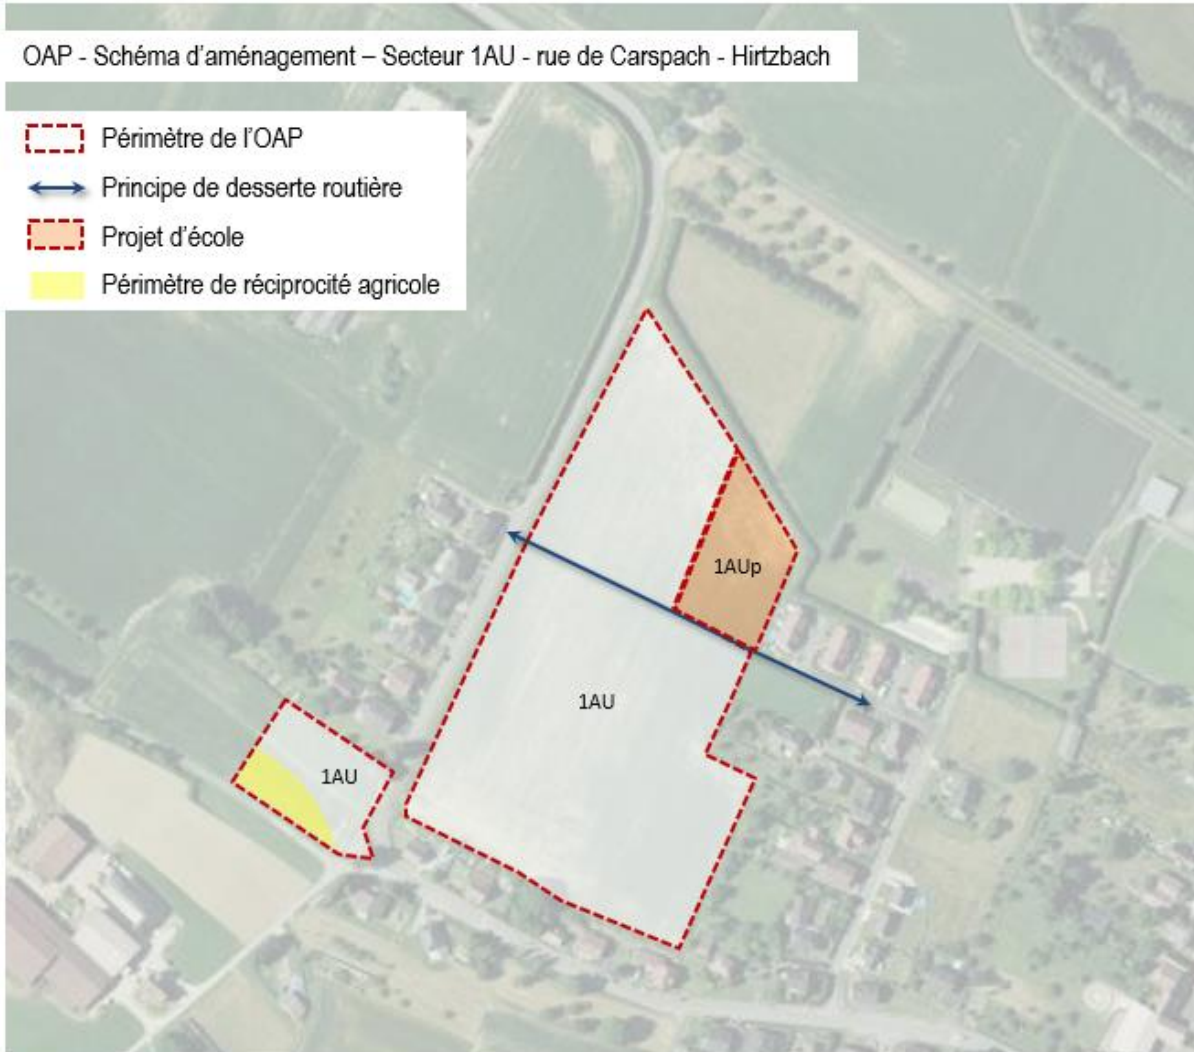 OAP - Schéma d'aménagement – Secteur 1AU - rue de Carspach - Hirtzbach
Périmètre de l'OAP
Principe de desserte routière
Projet d'école
Périmètre de réciprocité agricole
1AUp
1AU
1AU